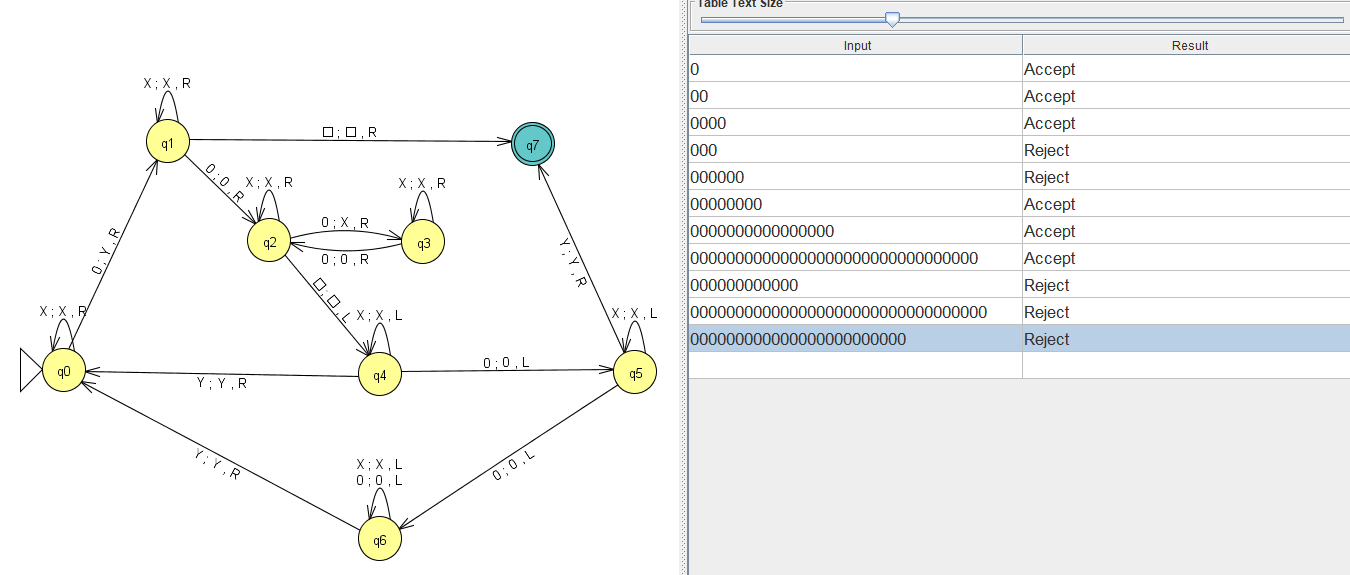 Table Text Size
Input Result
0 Accept
00 Accept
0000 Accept
000 Reject
000000 Reject
00000000 Accept
0000000000000000 Accept
00000000000000000000000000000000 Accept
000000000000 Reject
000000000000000000000000000000000 Reject
000000000000000000000000 Reject
X ; X , R
q1
□ ; □ , R
q7
0 ; 0 , R
X ; X , R
X ; X , R
q2
0 ; X , R
q3
0 ; 0 , R
0 ; Y , R
□ ; □ , L
Y ; Y , R
X ; X , R
q0
X ; X , L
q4
0 ; 0 , L
X ; X , L
q5
Y ; Y , R
0 ; 0 , L
Y ; Y , R
X ; X , L
0 ; 0 , L
q6